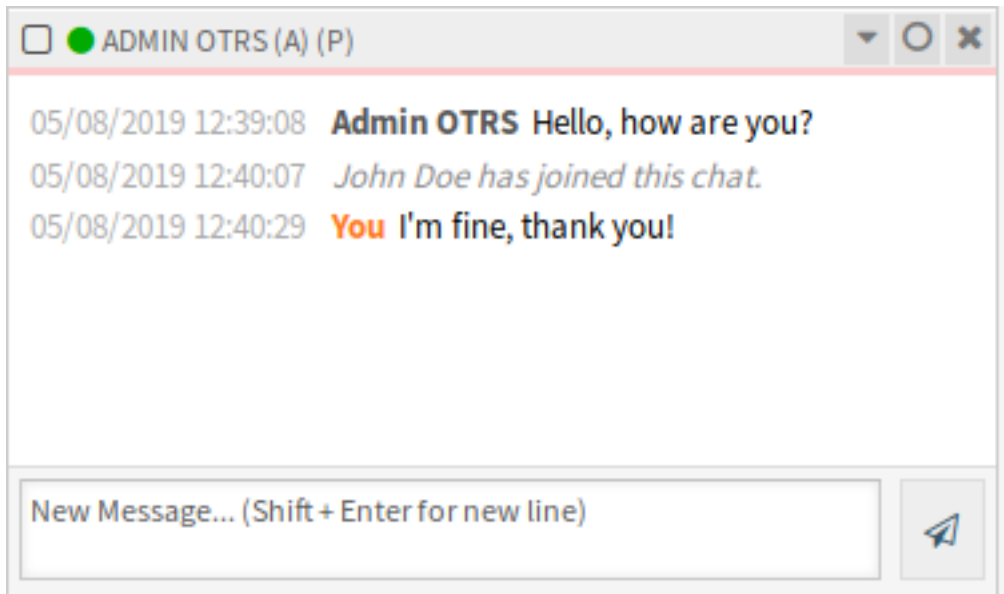 ADMIN OTRS (A) (P)
05/08/2019 12:39:08 Admin OTRS Hello, how are you?
05/08/2019 12:40:07 John Doe has joined this chat.
05/08/2019 12:40:29 You I'm fine, thank you!
New Message... (Shift + Enter for new line)